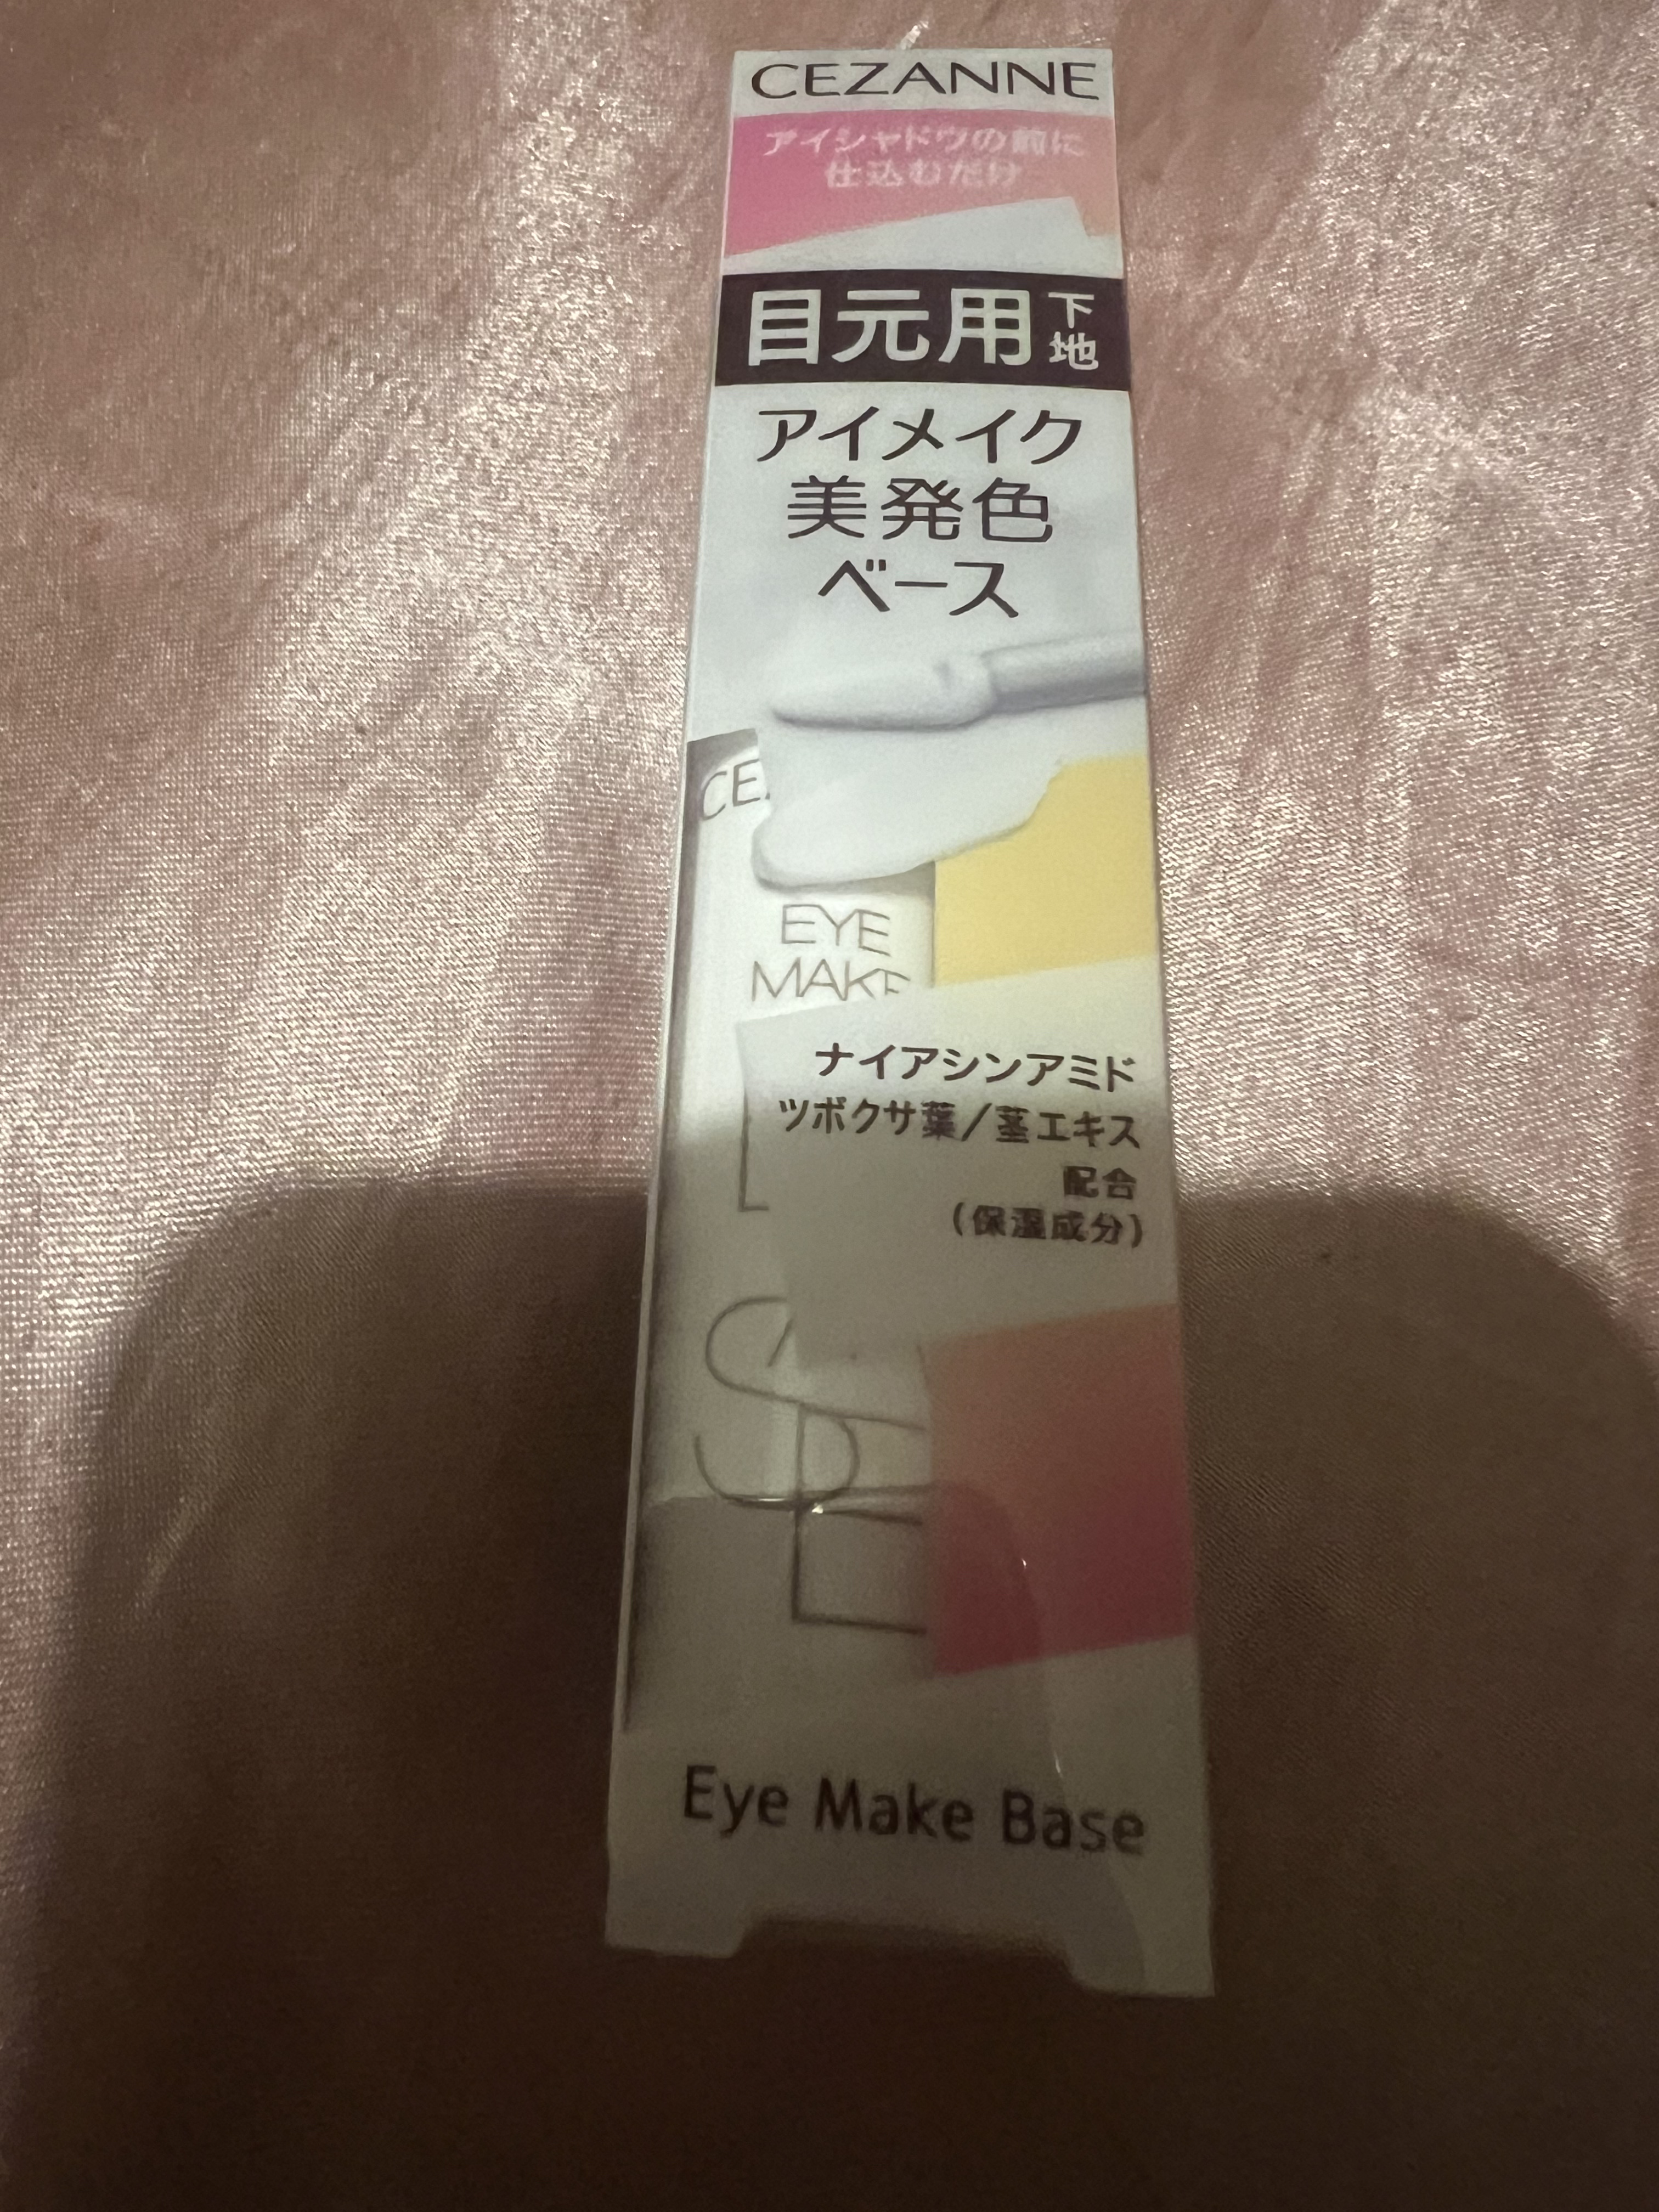 CEZANNE
アイシャドウの前に
仕込むだけ
目元用下地
アイメイク
美発色
ベース
CE
EYE
MAKE
ナイアシンアミド
ツボクサ葉/茎エキス
配合
(保湿成分)
Eye Make Base